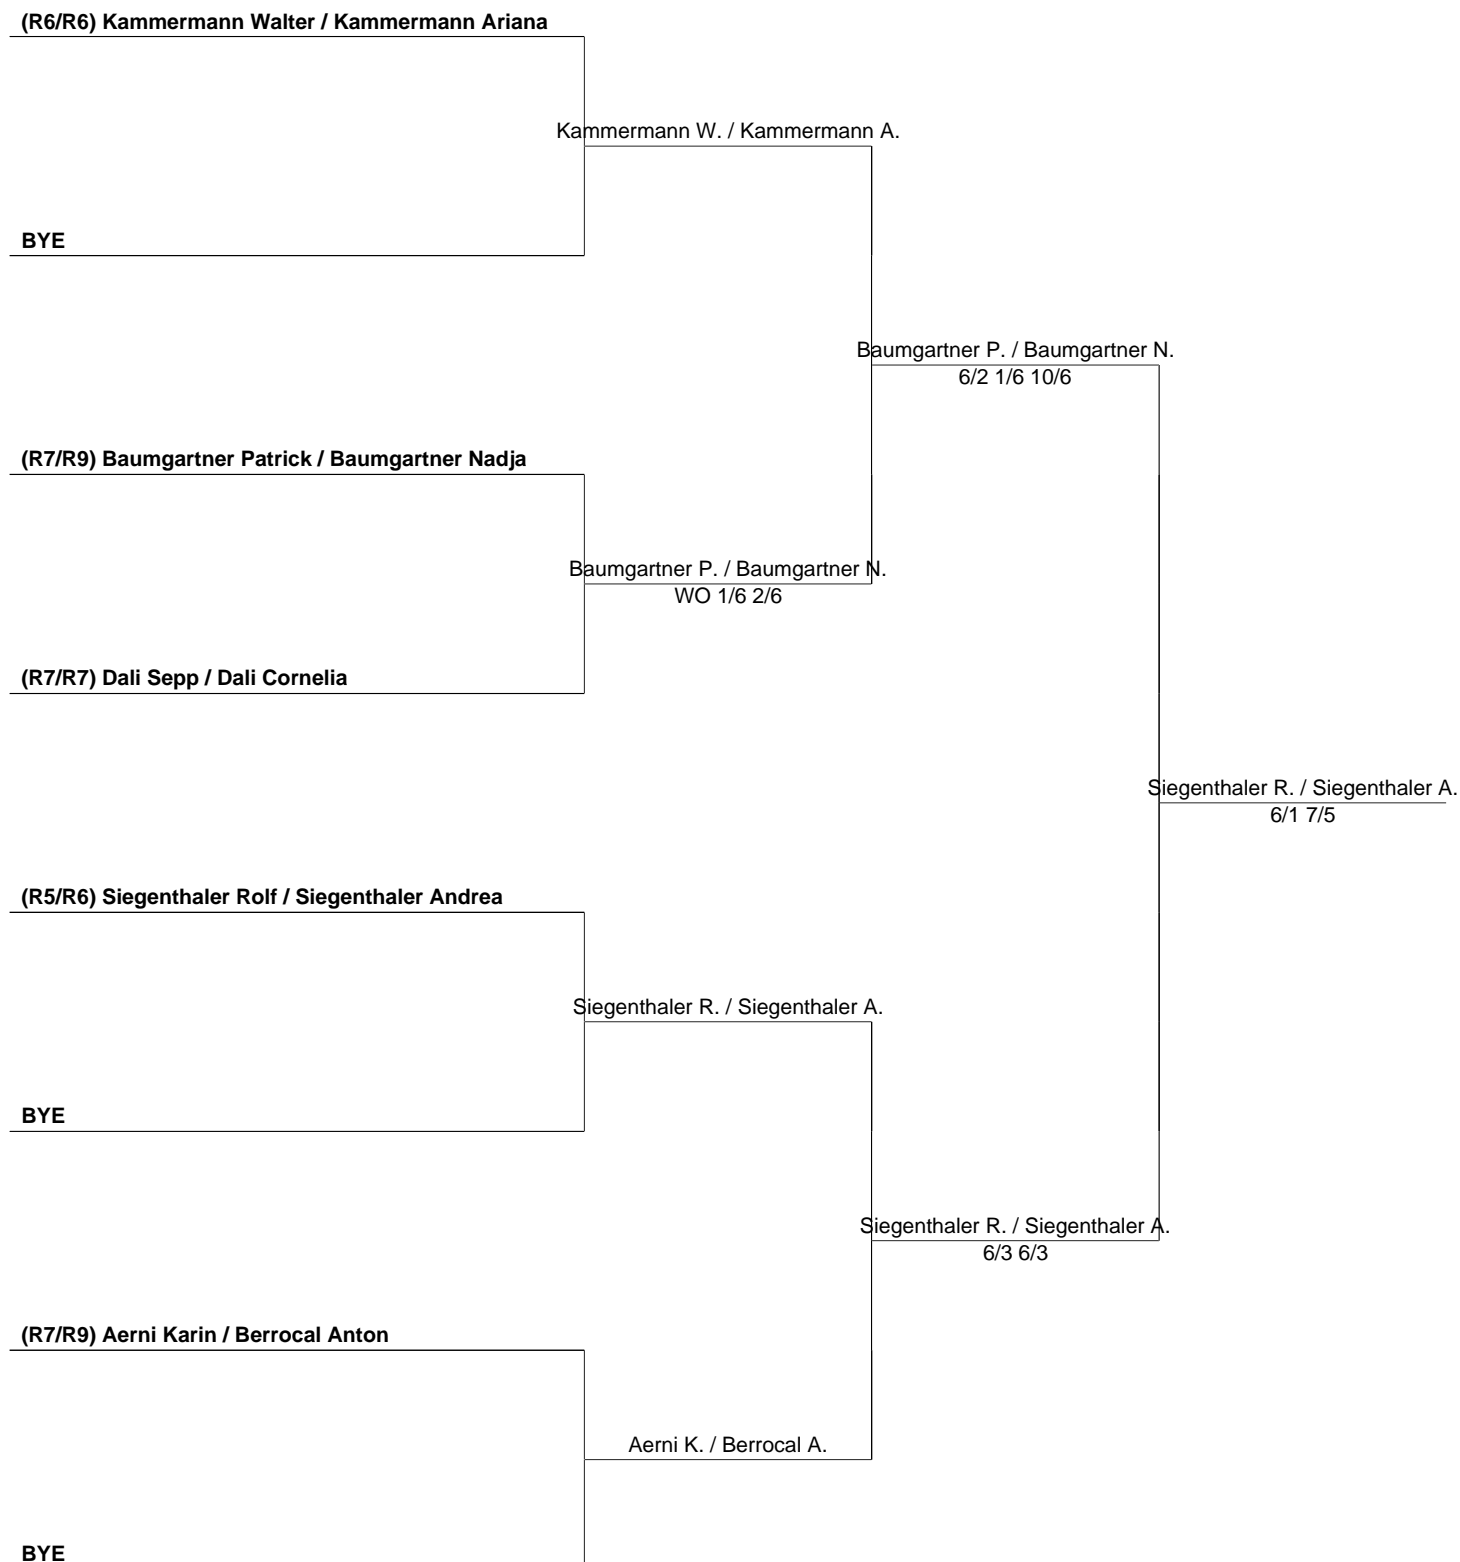 (R6/R6) Kammermann Walter / Kammermann Ariana
Kammermann W. / Kammermann A.
BYE
Baumgartner P. / Baumgartner N.
6/2 1/6 10/6
(R7/R9) Baumgartner Patrick / Baumgartner Nadja
Baumgartner P. / Baumgartner N.
WO 1/6 2/6
(R7/R7) Dali Sepp / Dali Cornelia
Siegenthaler R. / Siegenthaler A.
6/1 7/5
(R5/R6) Siegenthaler Rolf / Siegenthaler Andrea
Siegenthaler R. / Siegenthaler A.
BYE
Siegenthaler R. / Siegenthaler A.
6/3 6/3
(R7/R9) Aerni Karin / Berrocal Anton
Aerni K. / Berrocal A.
BYE